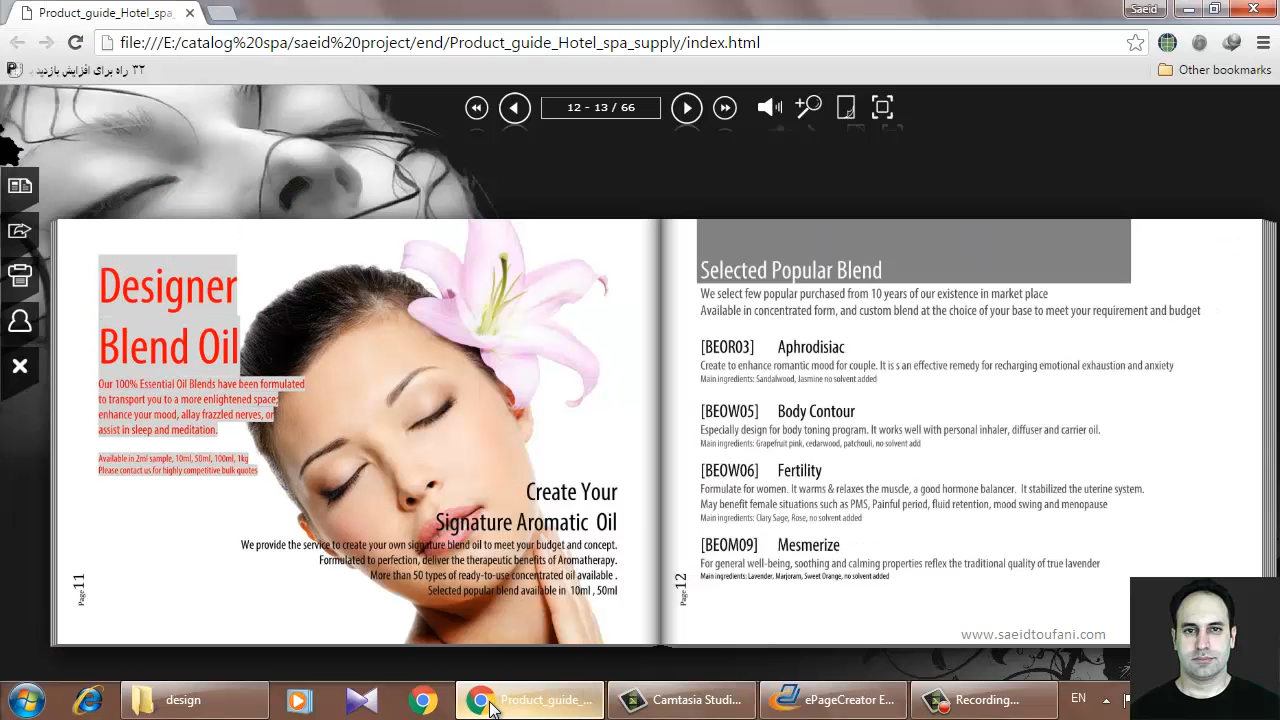 Product_guide_Hotel_spa_
Saeid
file:///E:/catalog%20spa/saeid%20project/end/Product_guide_Hotel_spa_supply/index.html
۳۲ راه برای افزایش بازدید
Other bookmarks
12 - 13 / 66
Designer
Blend Oil
Our 100% Essential Oil Blends have been formulated
to transport you to a more enlightened space;
enhance your mood, allay frazzled nerves, or
assist in sleep and meditation.
Available in 2ml sample, 10ml, 50ml, 100ml, 1kg
Please contact us for highly competitive bulk quotes
Create Your
Signature Aromatic Oil
We provide the service to create your own signature blend oil to meet your budget and concept.
Formulated to perfection, deliver the therapeutic benefits of Aromatherapy.
More than 50 types of ready-to-use concentrated oil available .
Selected popular blend available in 10ml , 50ml
Page 11
Selected Popular Blend
We select few popular purchased from 10 years of our existence in market place
Available in concentrated form, and custom blend at the choice of your base to meet your requirement and budget
[BEOR03] Aphrodisiac
Create to enhance romantic mood for couple. It is s an effective remedy for recharging emotional exhaustion and anxiety
Main ingredients: Sandalwood, Jasmine no solvent added
[BEOW05] Body Contour
Especially design for body toning program. It works well with personal inhaler, diffuser and carrier oil.
Main ingredients: Grapefruit pink, cedarwood, patchouli, no solvent add
[BEOW06] Fertility
Formulate for women. It warms & relaxes the muscle, a good hormone balancer. It stabilized the uterine system.
May benefit female situations such as PMS, Painful period, fluid retention, mood swing and menopause
Main ingredients: Clary Sage, Rose, no solvent added
[BEOM09] Mesmerize
For general well-being, soothing and calming properties reflex the traditional quality of true lavender
Main ingredients: Lavender, Marjoram, Sweet Orange, no solvent added
Page 12
www.saeidtoufani.com
design
Product_guide_...
Camtasia Studi...
ePageCreator E...
Recording...
EN